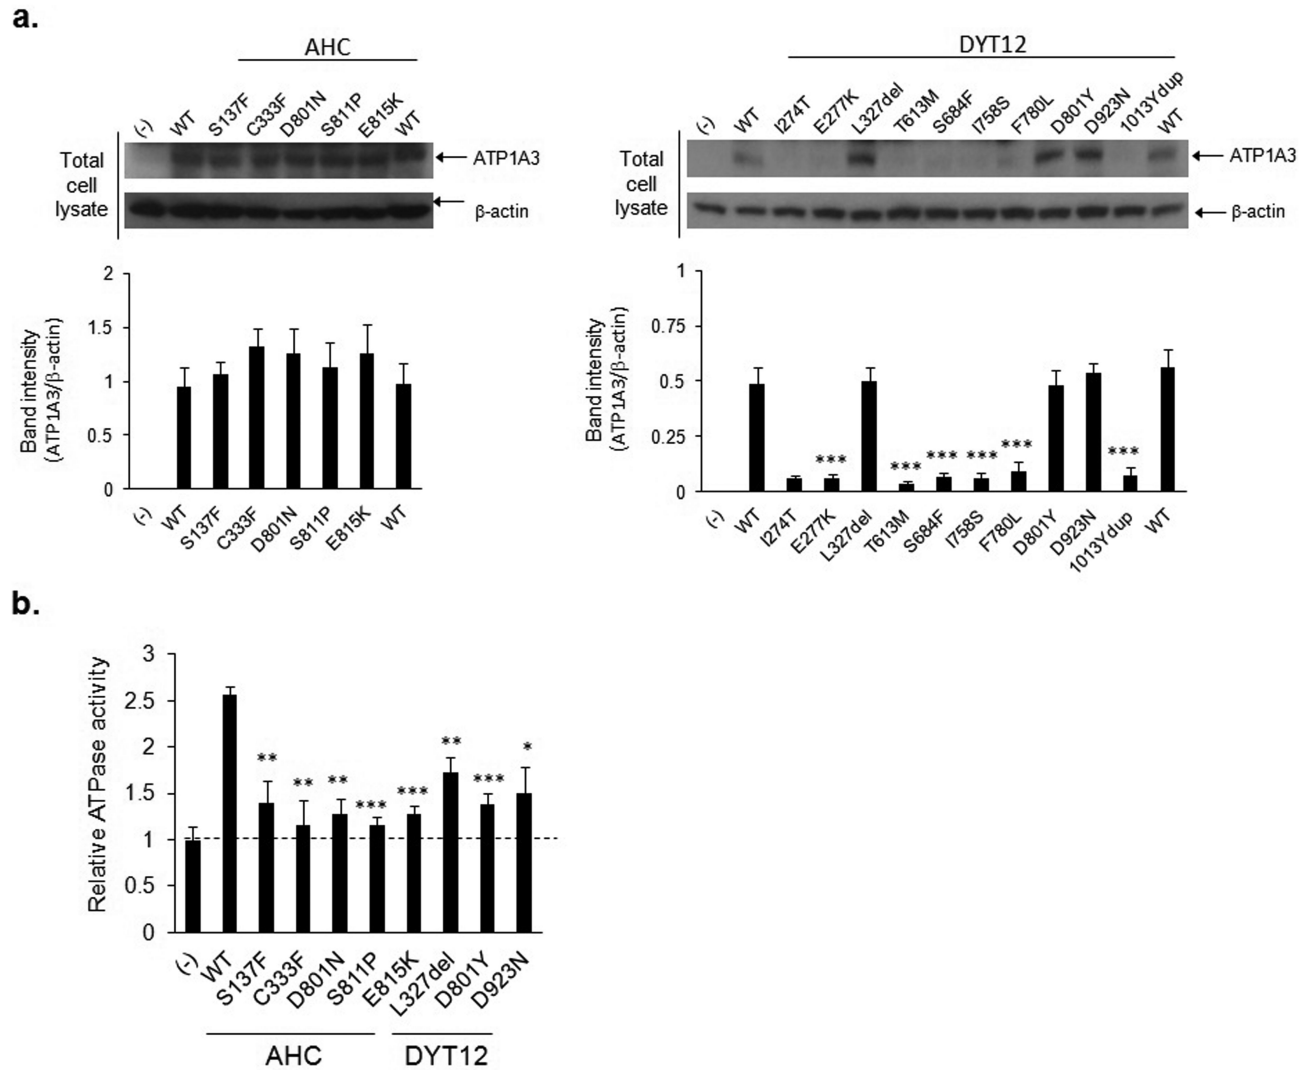 a.
AHC
(-) WT S137F C333F D801N S811P E815K WT
Total cell lysate
ATP1A3
β-actin
2
1.5
1
0.5
0
Band intensity
(ATP1A3/β-actin)
(-) WT S137F C333F D801N S811P E815K WT
DYT12
(-) WT I274T E277K L327del T613M S684F I758S F780L D801Y D923N 1013Ydup WT
Total cell lysate
ATP1A3
β-actin
1
0.75
0.5
0.25
0
Band intensity
(ATP1A3/β-actin)
*** *** *** *** *** ***
(-) WT I274T E277K L327del T613M S684F I758S F780L D801Y D923N 1013Ydup WT
b.
3
2.5
2
1.5
1
0.5
0
Relative ATPase activity
** ** ** *** *** ** *** *
(-) WT S137F C333F D801N S811P E815K L327del D801Y D923N
AHC DYT12